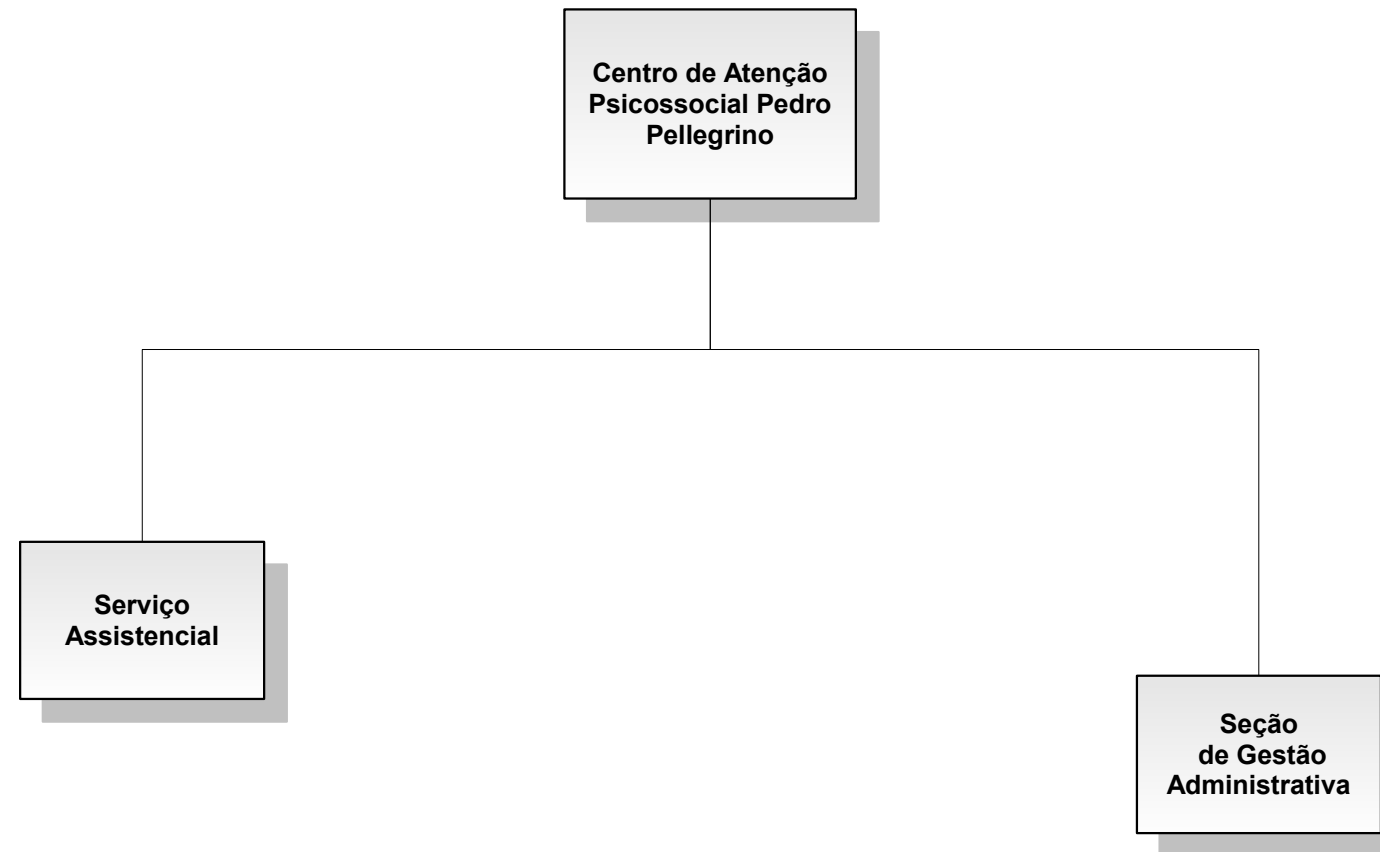 Centro de Atenção
Psicossocial Pedro
Pellegrino
Serviço
Assistencial
Seção
de Gestão
Administrativa